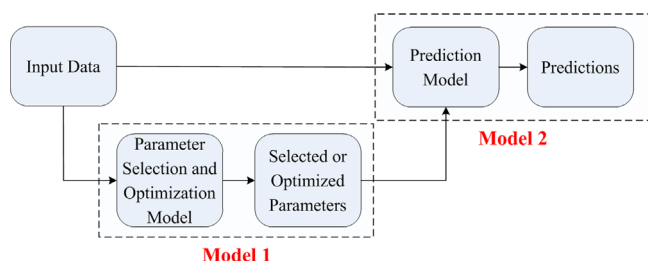 Input Data
Prediction
Model
Predictions
Model 2
Parameter
Selection and
Optimization
Model
Selected or
Optimized
Parameters
Model 1